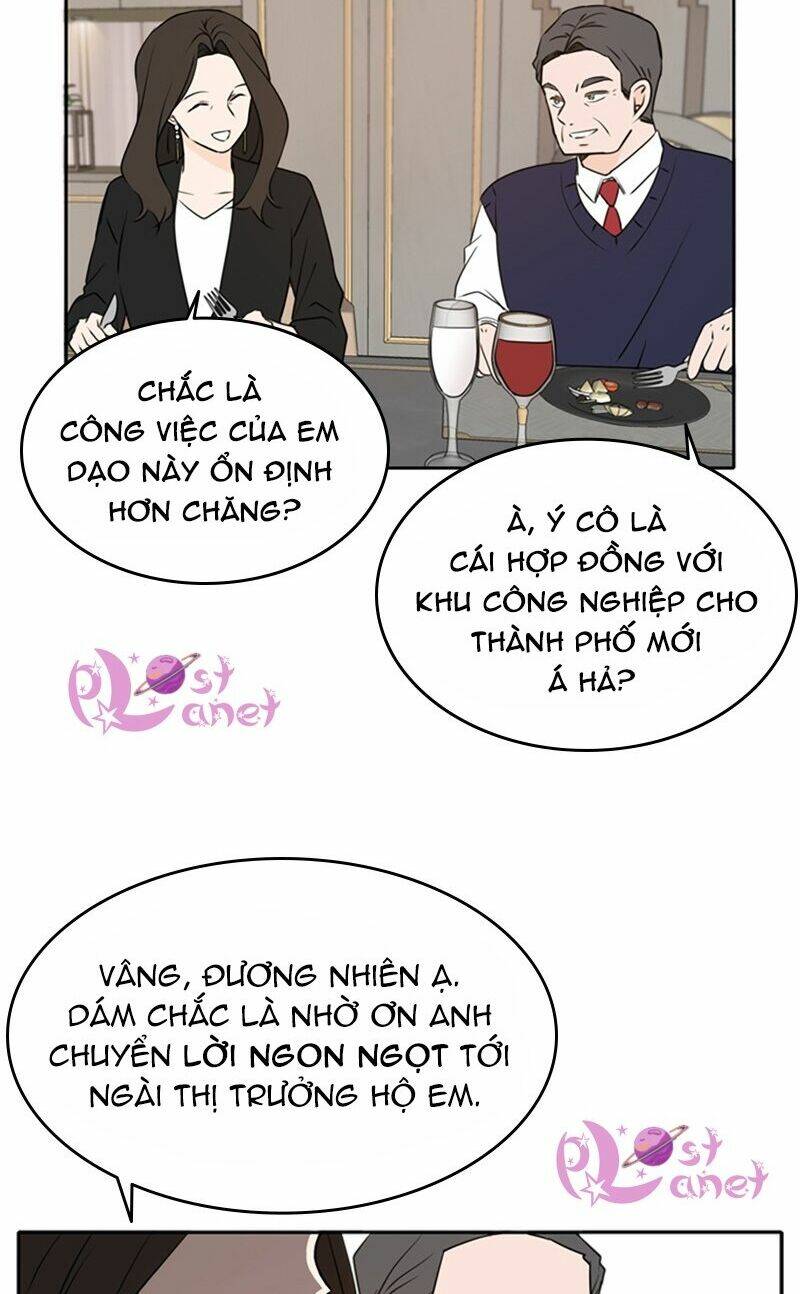 CHẮC LÀ
CÔNG VIỆC CỦA EM
DẠO NÀY ỔN ĐỊNH
HƠN CHĂNG?
À, Ý CÔ LÀ
CÁI HỢP ĐỒNG VỚI
KHU CÔNG NGHIỆP CHO
THÀNH PHỐ MỚI
Á HẢ?
Lost
Planet
VÂNG, ĐƯƠNG NHIÊN Ạ.
DÁM CHẮC LÀ NHỜ ƠN ANH
CHUYỂN LỜI NGON NGỌT TỚI
NGÀI THỊ TRƯỞNG HỘ EM.
Lost
Planet